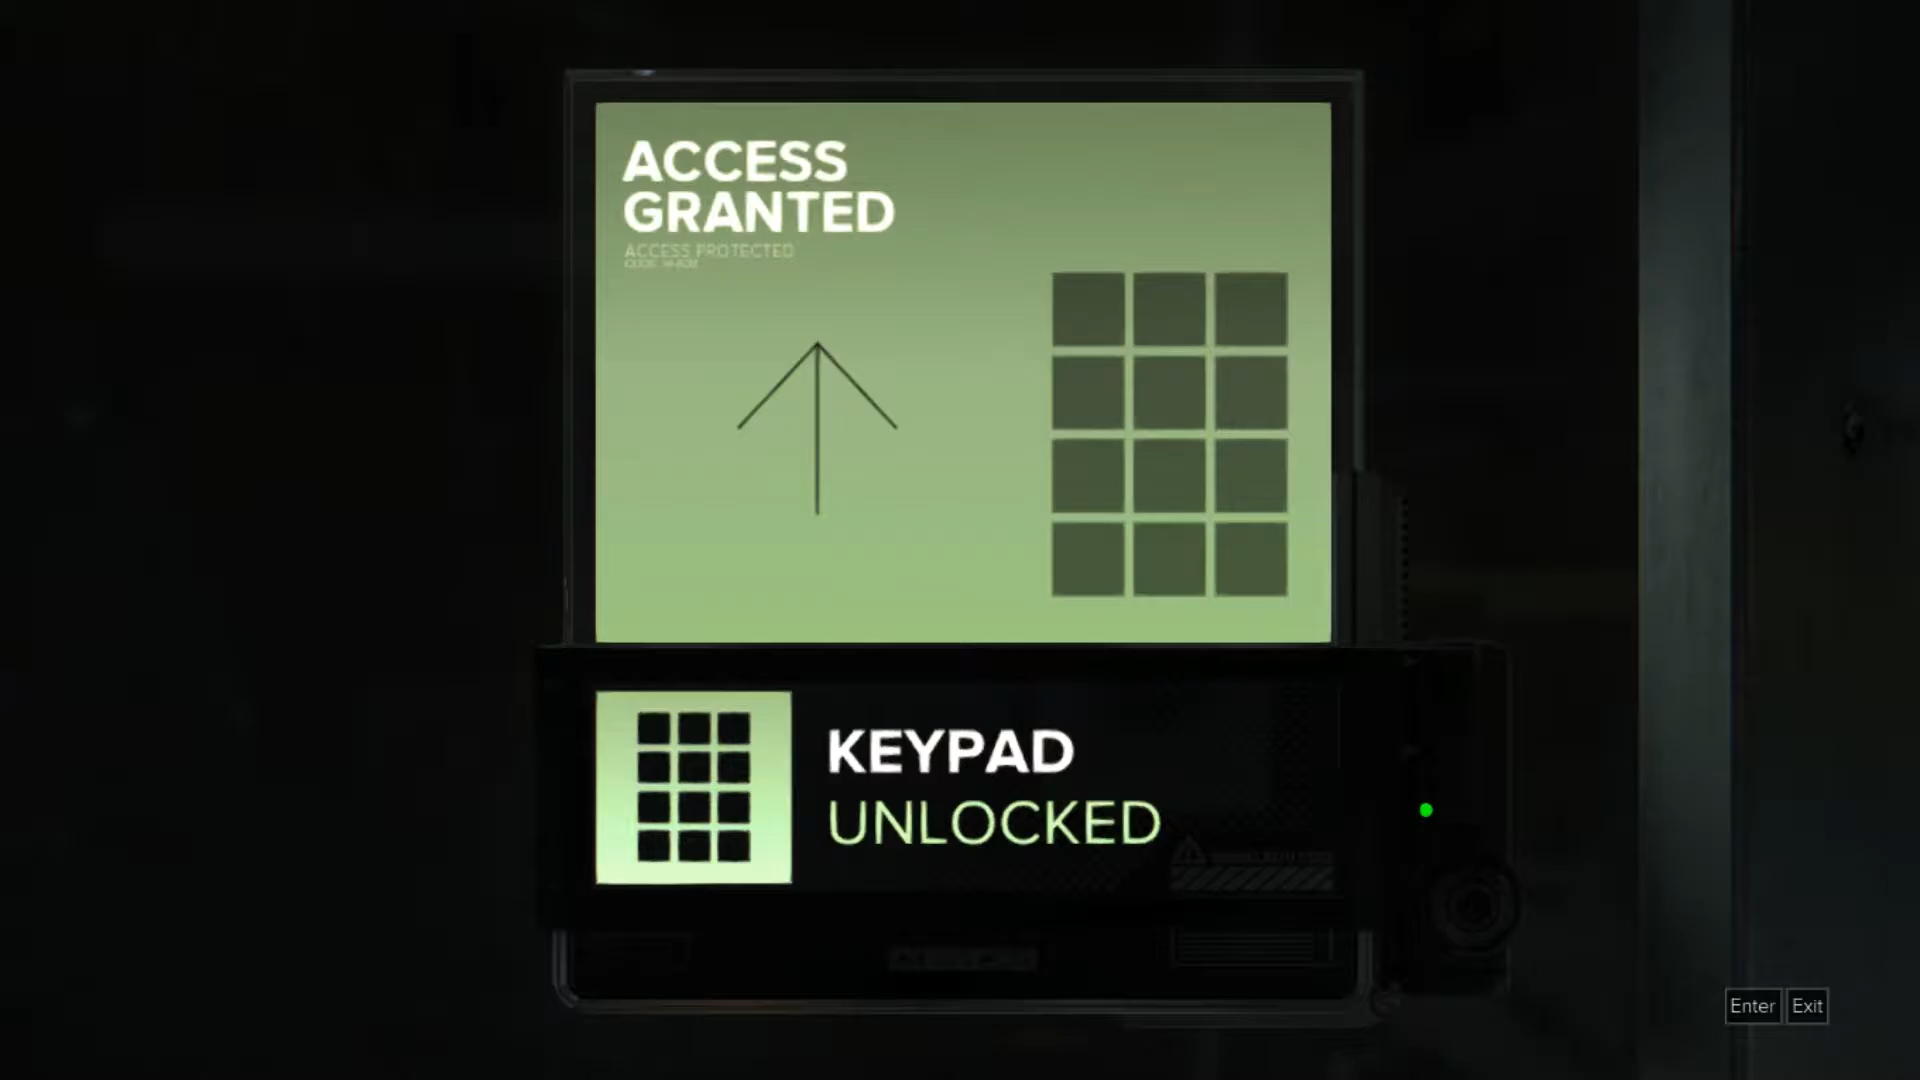 ACCESS
GRANTED
ACCESS PROTECTED
KEYPAD
UNLOCKED
Enter Exit